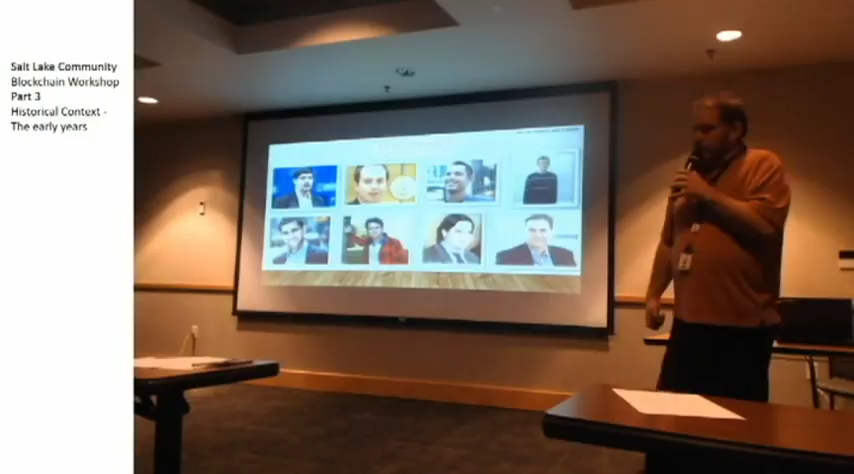 Salt Lake Community
Blockchain Workshop
Part 3
Historical Context -
The early years